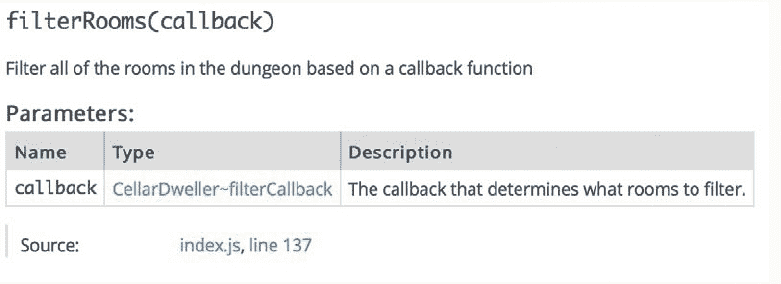 filterRooms(callback)
Filter all of the rooms in the dungeon based on a callback function
Parameters:
Name Type Description
callback CellarDweller~filterCallback The callback that determines what rooms to filter.
Source: index.js, line 137